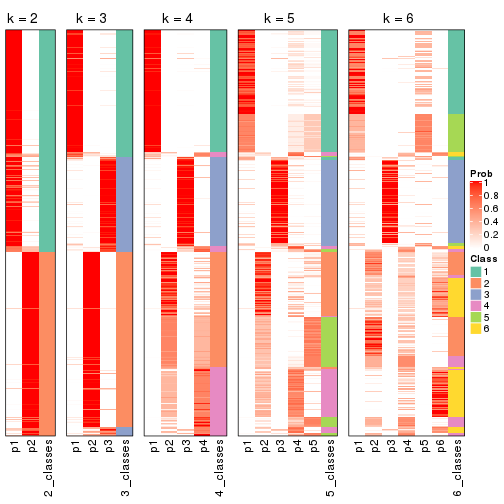 k = 2
k = 3
k = 4
k = 5
k = 6
p1
p2
2_classes
p1
p2
p3
3_classes
p1
p2
p3
p4
4_classes
p1
p2
p3
p4
p5
5_classes
p1
p2
p3
p4
p5
p6
6_classes
Prob
1
0.8
0.6
0.4
0.2
0
Class
1
2
3
4
5
6